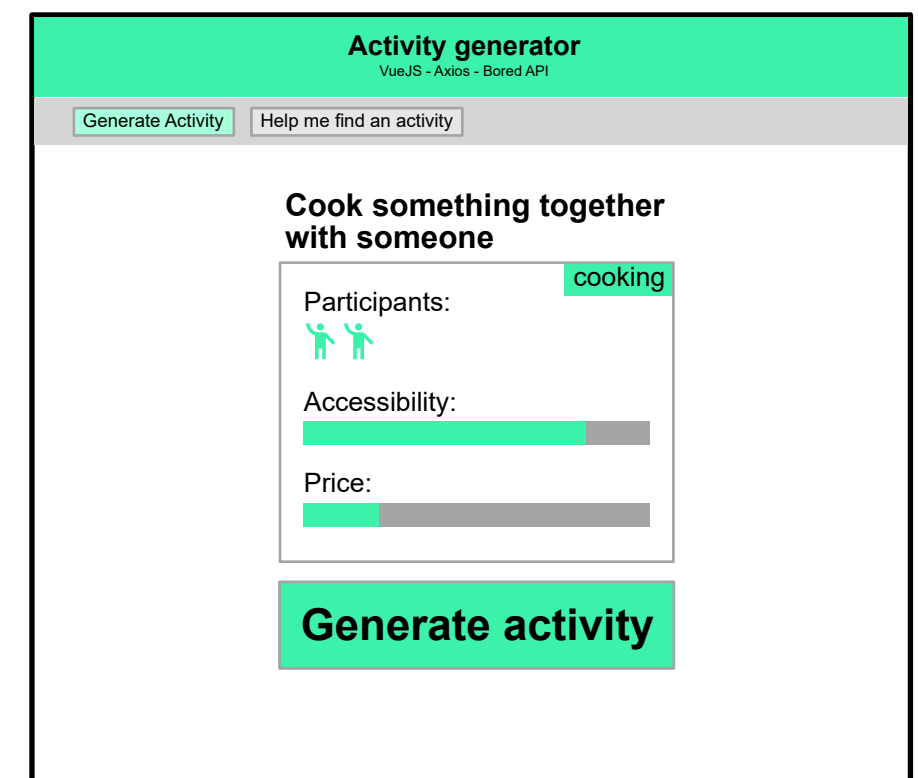 Activity generator
VueJS - Axios - Bored API
Generate Activity
Help me find an activity
Cook something together
with someone
cooking
Participants:
Accessibility:
Price:
Generate activity